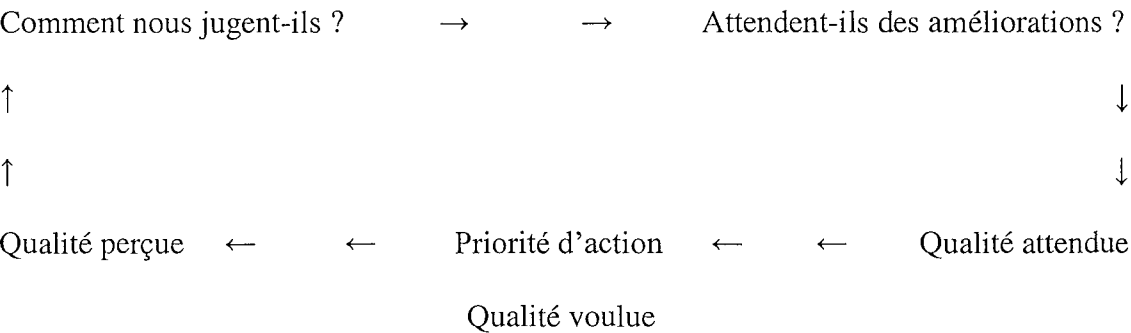 Comment nous jugent-ils ? → → Attendent-ils des améliorations ?
↑ ↓
↑ ↓
Qualité perçue ← ← Priorité d'action ← ← Qualité attendue
Qualité voulue